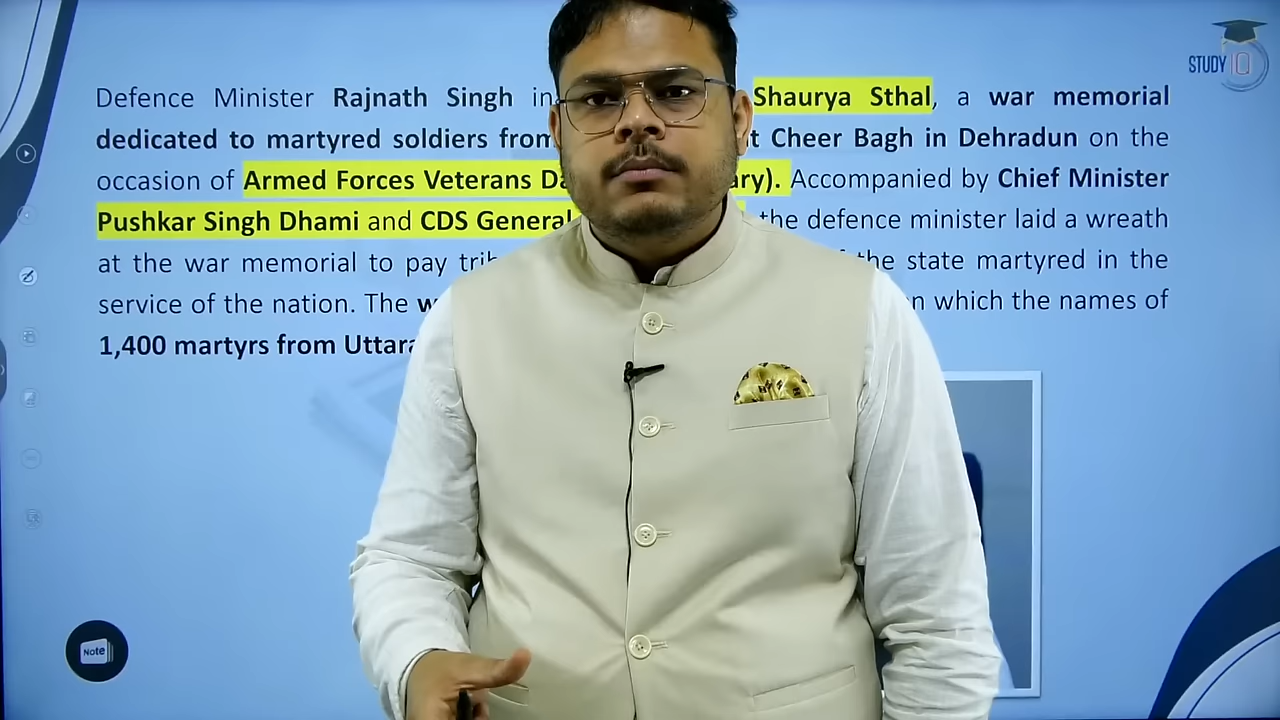 STUDY IQ
Defence Minister Rajnath Singh in Shaurya Sthal, a war memorial
dedicated to martyred soldiers from t Cheer Bagh in Dehradun on the
occasion of Armed Forces Veterans Da ary). Accompanied by Chief Minister
Pushkar Singh Dhami and CDS General the defence minister laid a wreath
at the war memorial to pay trib the state martyred in the
service of the nation. The w n which the names of
1,400 martyrs from Uttara
Note